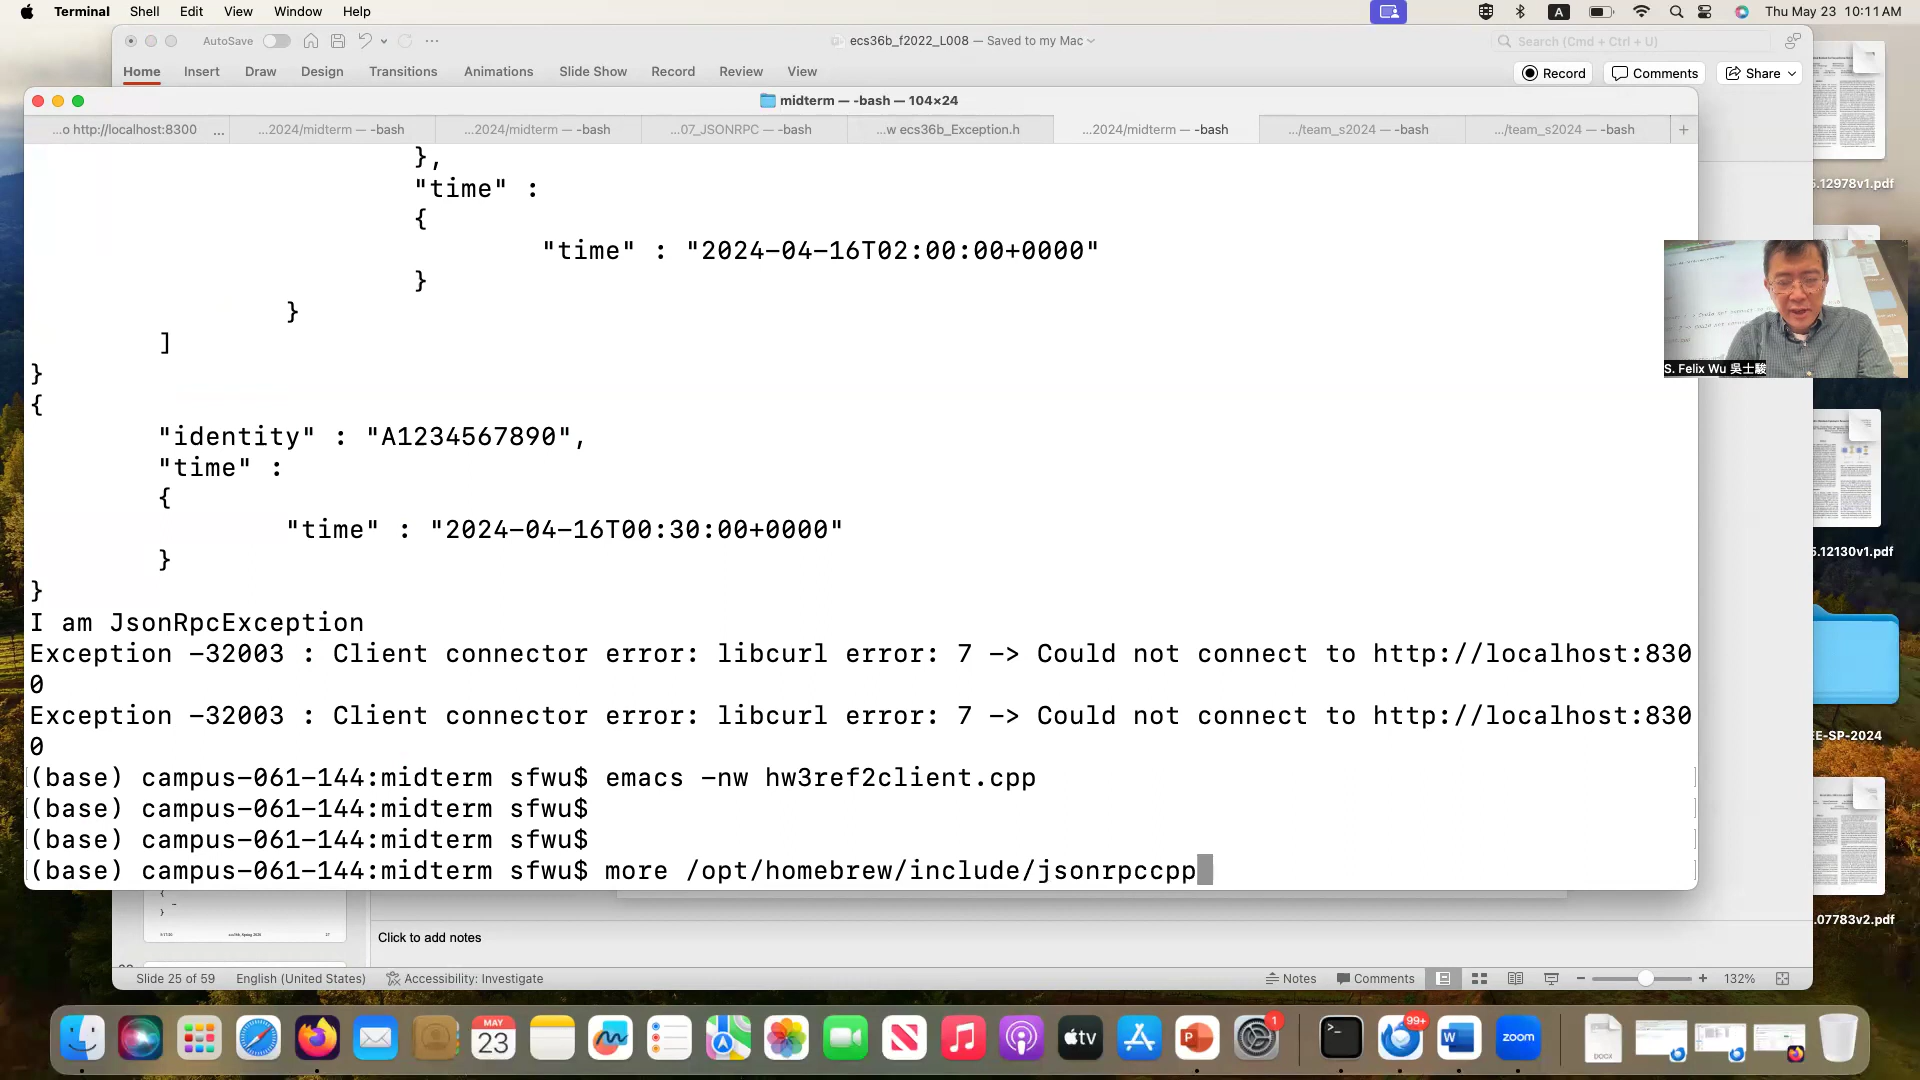 Terminal Shell Edit View Window Help
A
Thu May 23 10:11 AM
AutoSave
ecs36b_f2022_L008 — Saved to my Mac
Search (Cmd + Ctrl + U)
Home Insert Draw Design Transitions Animations Slide Show Record Review View
Record Comments Share
midterm — -bash — 104×24
...o http://localhost:8300 ...
...2024/midterm — -bash
...2024/midterm — -bash
...07_JSONRPC — -bash
...w ecs36b_Exception.h
...2024/midterm — -bash
.../team_s2024 — -bash
.../team_s2024 — -bash
+
},
"time" :
{
"time" : "2024-04-16T02:00:00+0000"
}
}
]
}
{
"identity" : "A1234567890",
"time" :
{
"time" : "2024-04-16T00:30:00+0000"
}
}
I am JsonRpcException
Exception -32003 : Client connector error: libcurl error: 7 -> Could not connect to http://localhost:830
0
Exception -32003 : Client connector error: libcurl error: 7 -> Could not connect to http://localhost:830
0
(base) campus-061-144:midterm sfwu$ emacs -nw hw3ref2client.cpp
(base) campus-061-144:midterm sfwu$
(base) campus-061-144:midterm sfwu$
(base) campus-061-144:midterm sfwu$ more /opt/homebrew/include/jsonrpccpp
S. Felix Wu 吳士駿
5.12978v1.pdf
5.12130v1.pdf
EE-SP-2024
.07783v2.pdf
{
}
Click to add notes
Slide 25 of 59 English (United States) Accessibility: Investigate
Notes Comments 132%
MAY
23
tv
1
99+
zoom
DOCX